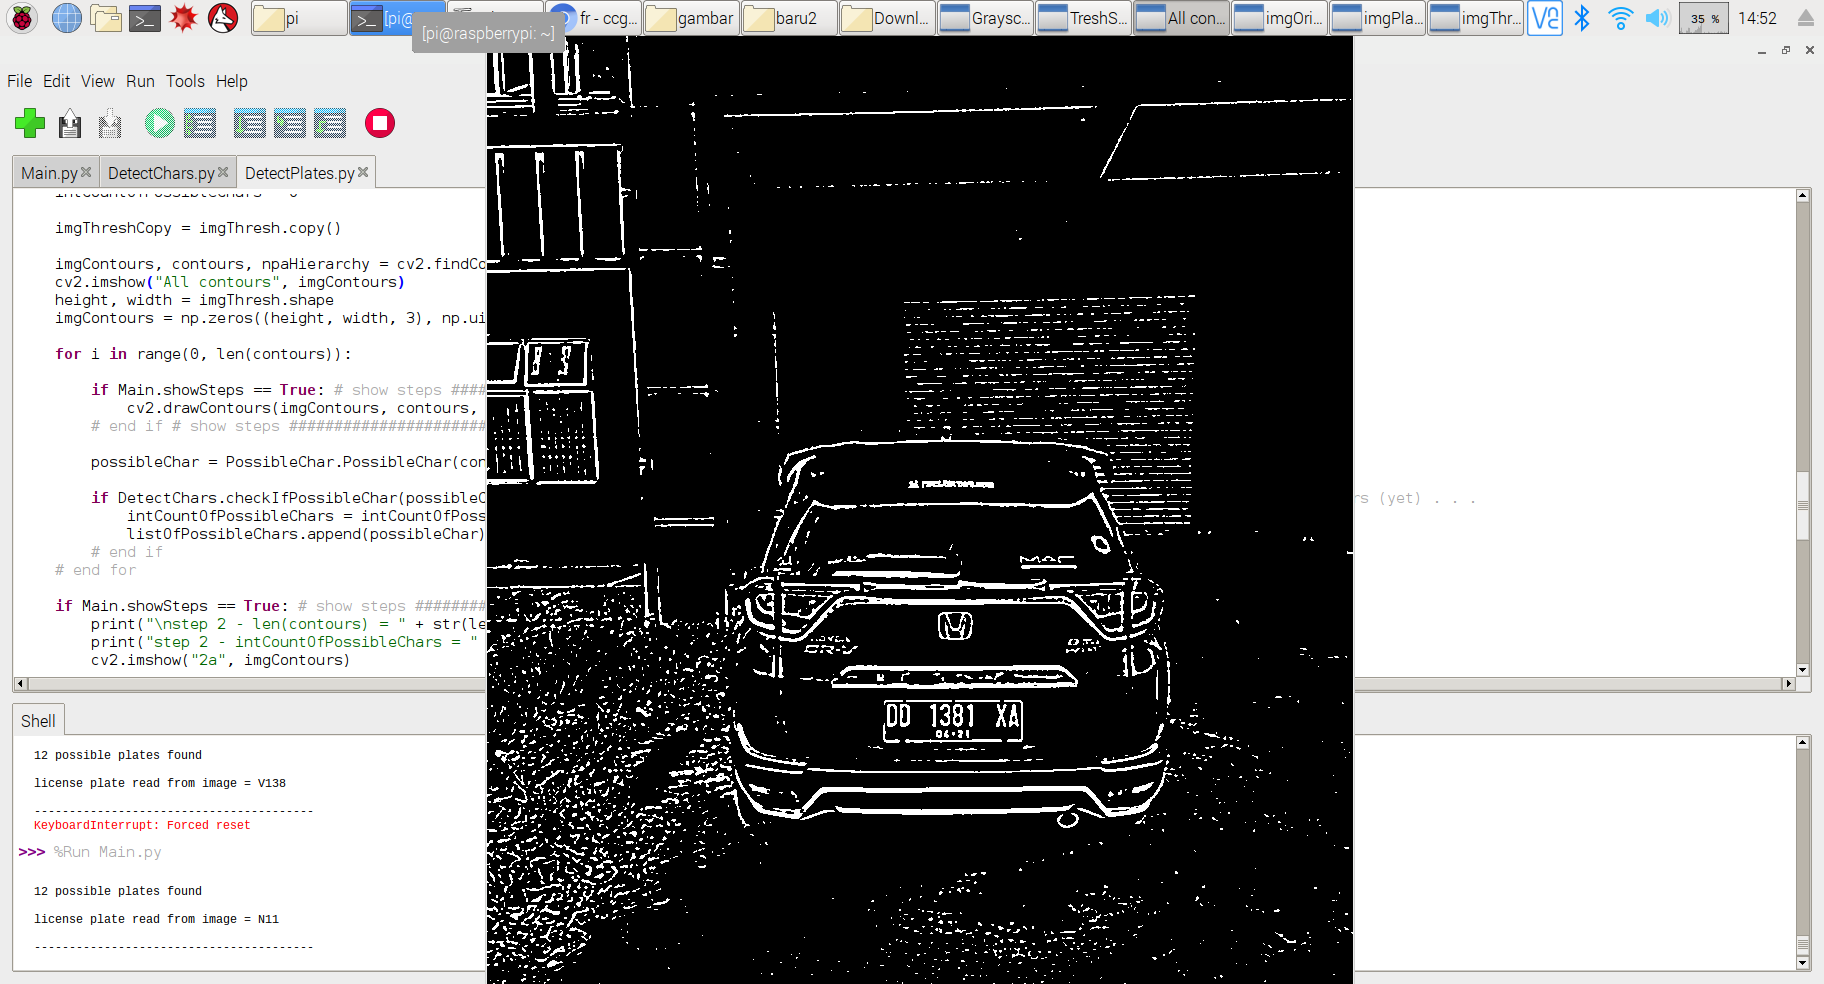 pi
[pi@
fr - ccg...
gambar
baru2
Downl...
Graysc...
TreshS...
All con...
imgOri...
imgPla...
imgThr...
35 %
14:52
[pi@raspberrypi: ~]
File Edit View Run Tools Help
Main.py
DetectChars.py
DetectPlates.py
imgThreshCopy = imgThresh.copy()
imgContours, contours, npaHierarchy = cv2.findCo
cv2.imshow("All contours", imgContours)
height, width = imgThresh.shape
imgContours = np.zeros((height, width, 3), np.ui
for i in range(0, len(contours)):
if Main.showSteps == True: # show steps ####
cv2.drawContours(imgContours, contours,
# end if # show steps ######################
possibleChar = PossibleChar.PossibleChar(con
if DetectChars.checkIfPossibleChar(possibleC
rs (yet) . . .
intCountOfPossibleChars = intCountOfPoss
listOfPossibleChars.append(possibleChar)
# end if
# end for
if Main.showSteps == True: # show steps ########
print("\nstep 2 - len(contours) = " + str(le
print("step 2 - intCountOfPossibleChars = "
cv2.imshow("2a", imgContours)
MAC
CR-V
DD 1381 XA
04·21
Shell
12 possible plates found
license plate read from image = V138
----------------------------------------
KeyboardInterrupt: Forced reset
>>> %Run Main.py
12 possible plates found
license plate read from image = N11
----------------------------------------